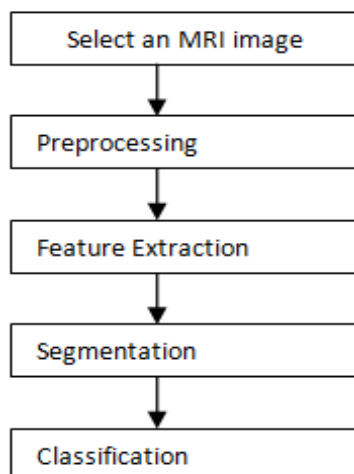 Select an MRI image
Preprocessing
Feature Extraction
Segmentation
Classification